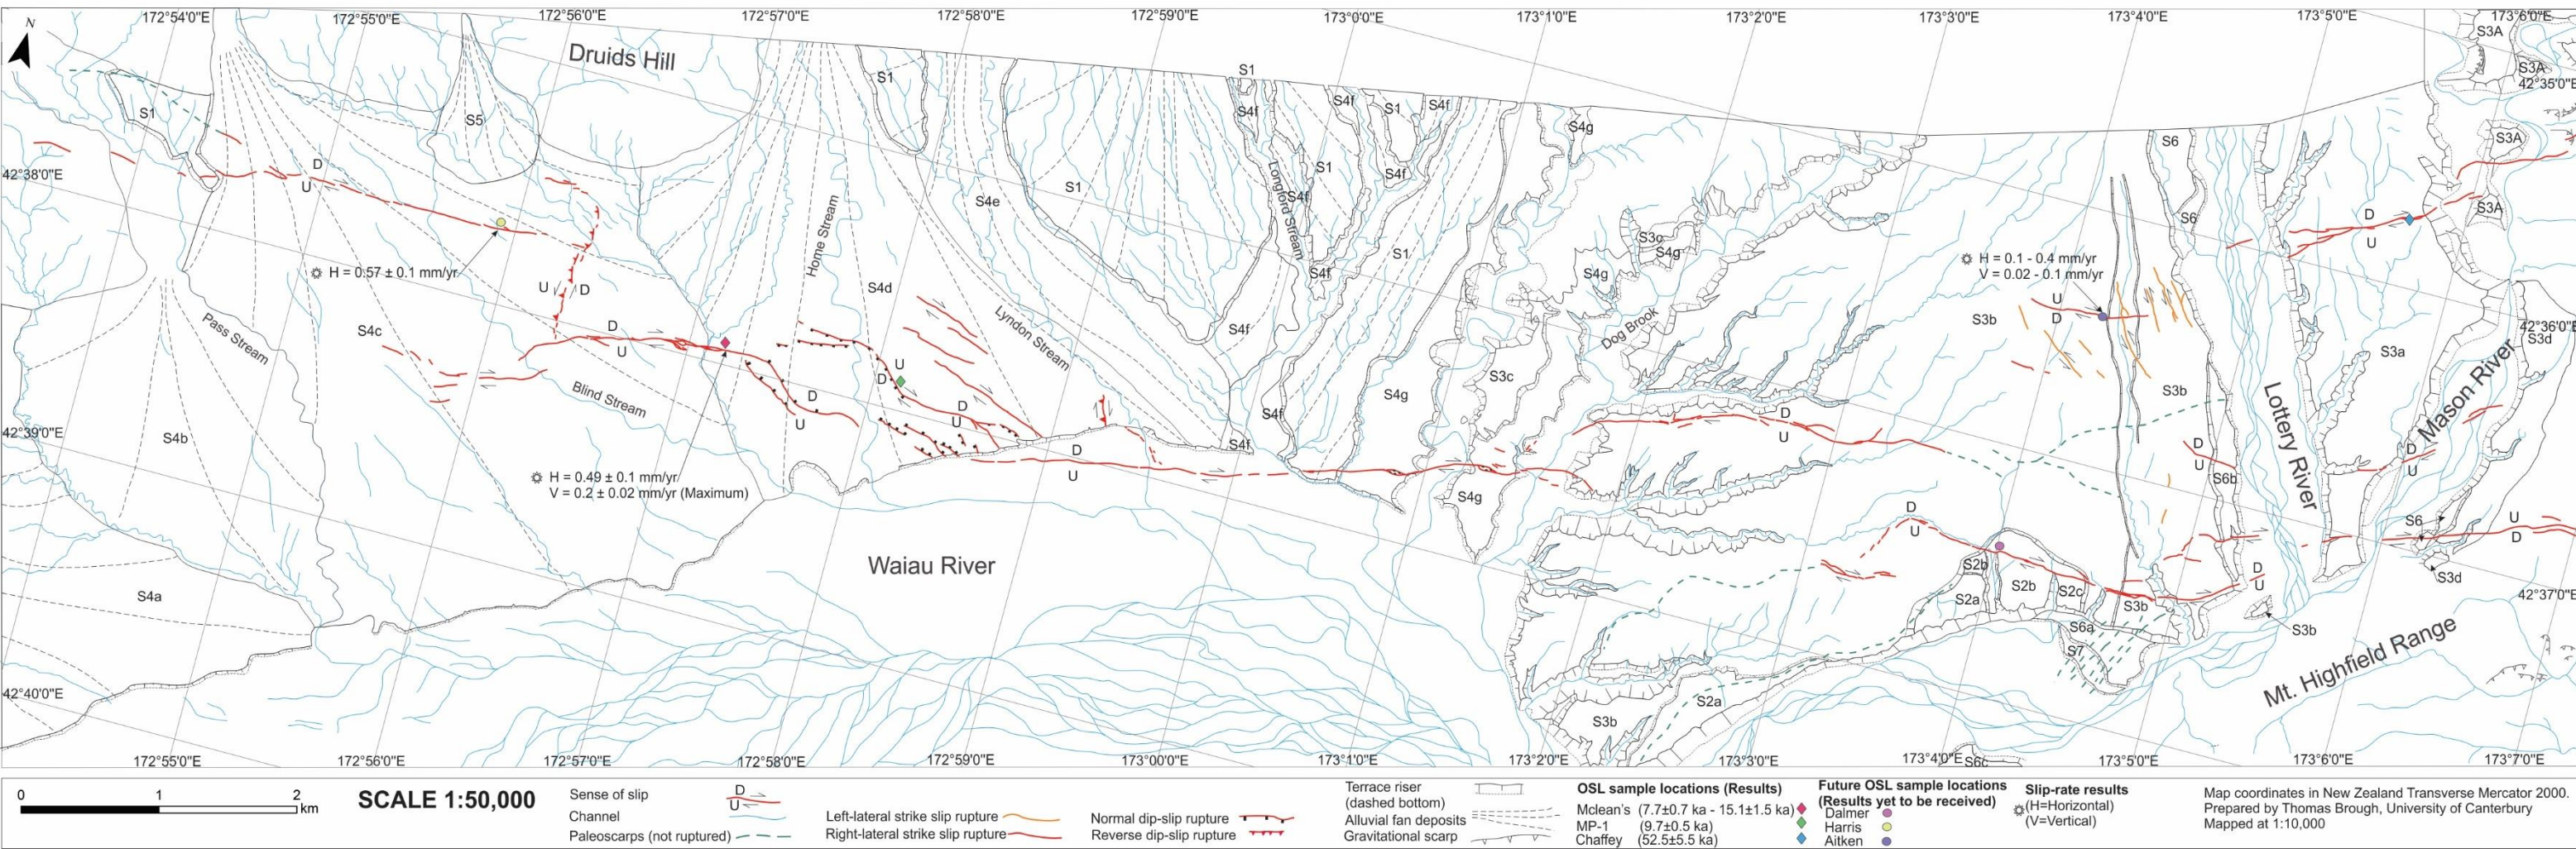 172°54'0"E
172°55'0"E
172°56'0"E
172°57'0"E
172°58'0"E
172°59'0"E
173°0'0"E
173°1'0"E
173°2'0"E
173°3'0"E
173°4'0"E
173°5'0"E
173°6'0"E
N
Druids Hill
S1
S5
S1
S1
S4f
S4f
S1
S4f
S4g
S6
S3A
S3A
42°35'0"E
S3A
42°38'0"E
D
U
S1
S4e
S1
Longford Stream
S4f
S4f
S1
S6
D
U
S3A
Home Stream
H = 0.57 ± 0.1 mm/yr
U
D
S4d
S4f
S3c
S4g
S4g
H = 0.1 - 0.4 mm/yr
V = 0.02 - 0.1 mm/yr
U
D
S3b
S3a
42°36'0"E
S3d
Pass Stream
S4c
D
U
Lyndon Stream
S4f
Dog Brook
Blind Stream
U
D
D
U
D
U
S4f
S4g
S3c
D
U
S3b
Lottery River
Mason River
42°39'0"E
S4b
S4f
D
U
D
U
S6b
D
U
H = 0.49 ± 0.1 mm/yr
V = 0.2 ± 0.02 mm/yr (Maximum)
S4g
Waiau River
D
U
S6
U
D
S3d
S4a
S2b
S2a
S2b
S2c
S3b
D
U
42°37'0"E
S6a
S3b
S7
Mt. Highfield Range
42°40'0"E
S2a
S3b
S6c
172°55'0"E
172°56'0"E
172°57'0"E
172°58'0"E
172°59'0"E
173°00'0"E
173°1'0"E
173°2'0"E
173°3'0"E
173°4'0"E
173°5'0"E
173°6'0"E
173°7'0"E
0 1 2
km
SCALE 1:50,000
Sense of slip
D
U
Channel
Paleoscarps (not ruptured)
Left-lateral strike slip rupture
Right-lateral strike slip rupture
Normal dip-slip rupture
Reverse dip-slip rupture
Terrace riser
(dashed bottom)
Alluvial fan deposits
Gravitational scarp
OSL sample locations (Results)
Mclean's (7.7±0.7 ka - 15.1±1.5 ka)
MP-1 (9.7±0.5 ka)
Chaffey (52.5±5.5 ka)
Future OSL sample locations
(Results yet to be received)
Dalmer
Harris
Aitken
Slip-rate results
(H=Horizontal)
(V=Vertical)
Map coordinates in New Zealand Transverse Mercator 2000.
Prepared by Thomas Brough, University of Canterbury
Mapped at 1:10,000